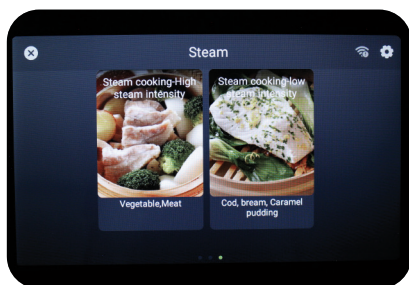 Steam
Steam cooking-High
steam intensity
Steam cooking-low
steam intensity
Vegetable,Meat
Cod, bream, Caramel
pudding